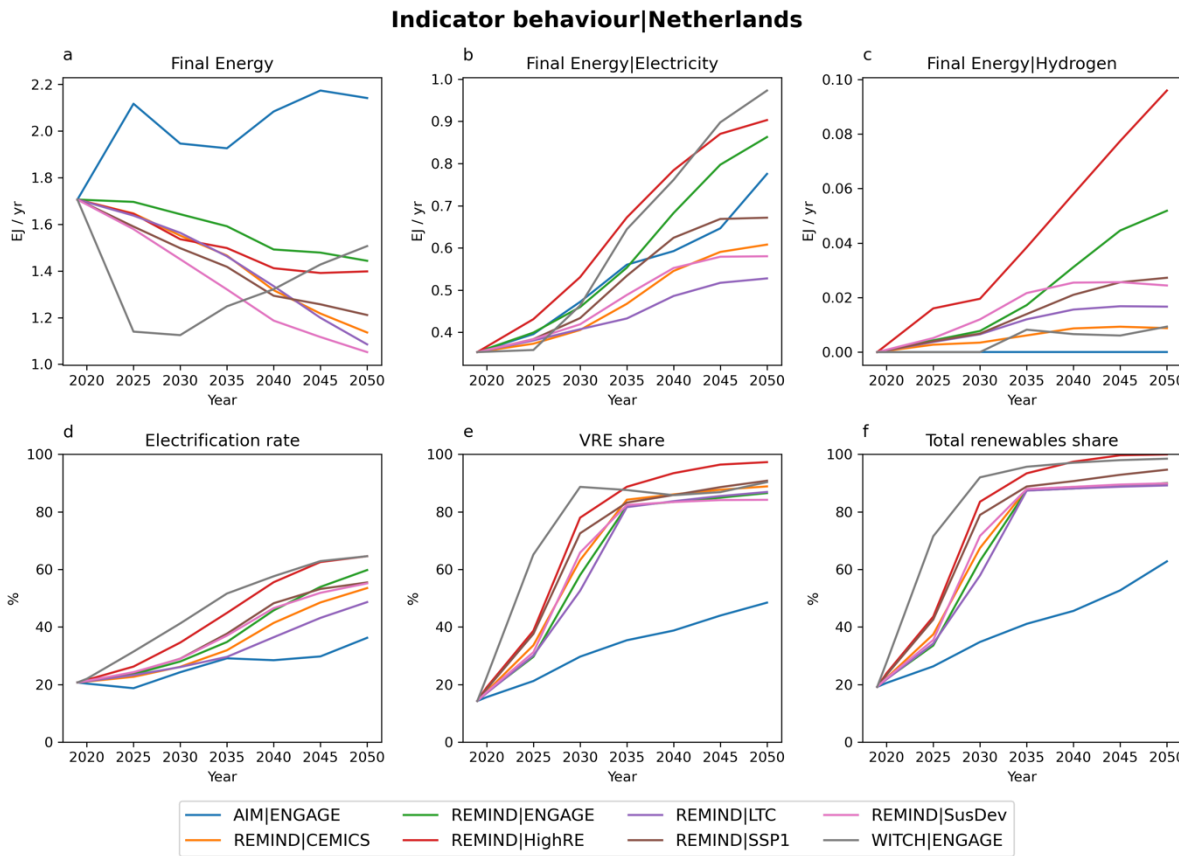 Indicator behaviour|Netherlands
a
Final Energy
EJ / yr
2.2
2.0
1.8
1.6
1.4
1.2
1.0
2020 2025 2030 2035 2040 2045 2050
Year
b
Final Energy|Electricity
1.0
0.9
0.8
0.7
0.6
0.5
0.4
2020 2025 2030 2035 2040 2045 2050
Year
c
Final Energy|Hydrogen
EJ / yr
0.10
0.08
0.06
0.04
0.02
0.00
2020 2025 2030 2035 2040 2045 2050
Year
d
Electrification rate
%
100
80
60
40
20
0
2020 2025 2030 2035 2040 2045 2050
Year
e
VRE share
%
100
80
60
40
20
0
2020 2025 2030 2035 2040 2045 2050
Year
f
Total renewables share
%
100
80
60
40
20
0
2020 2025 2030 2035 2040 2045 2050
Year
AIM|ENGAGE REMIND|ENGAGE REMIND|LTC REMIND|SusDev
REMIND|CEMICS REMIND|HighRE REMIND|SSP1 WITCH|ENGAGE